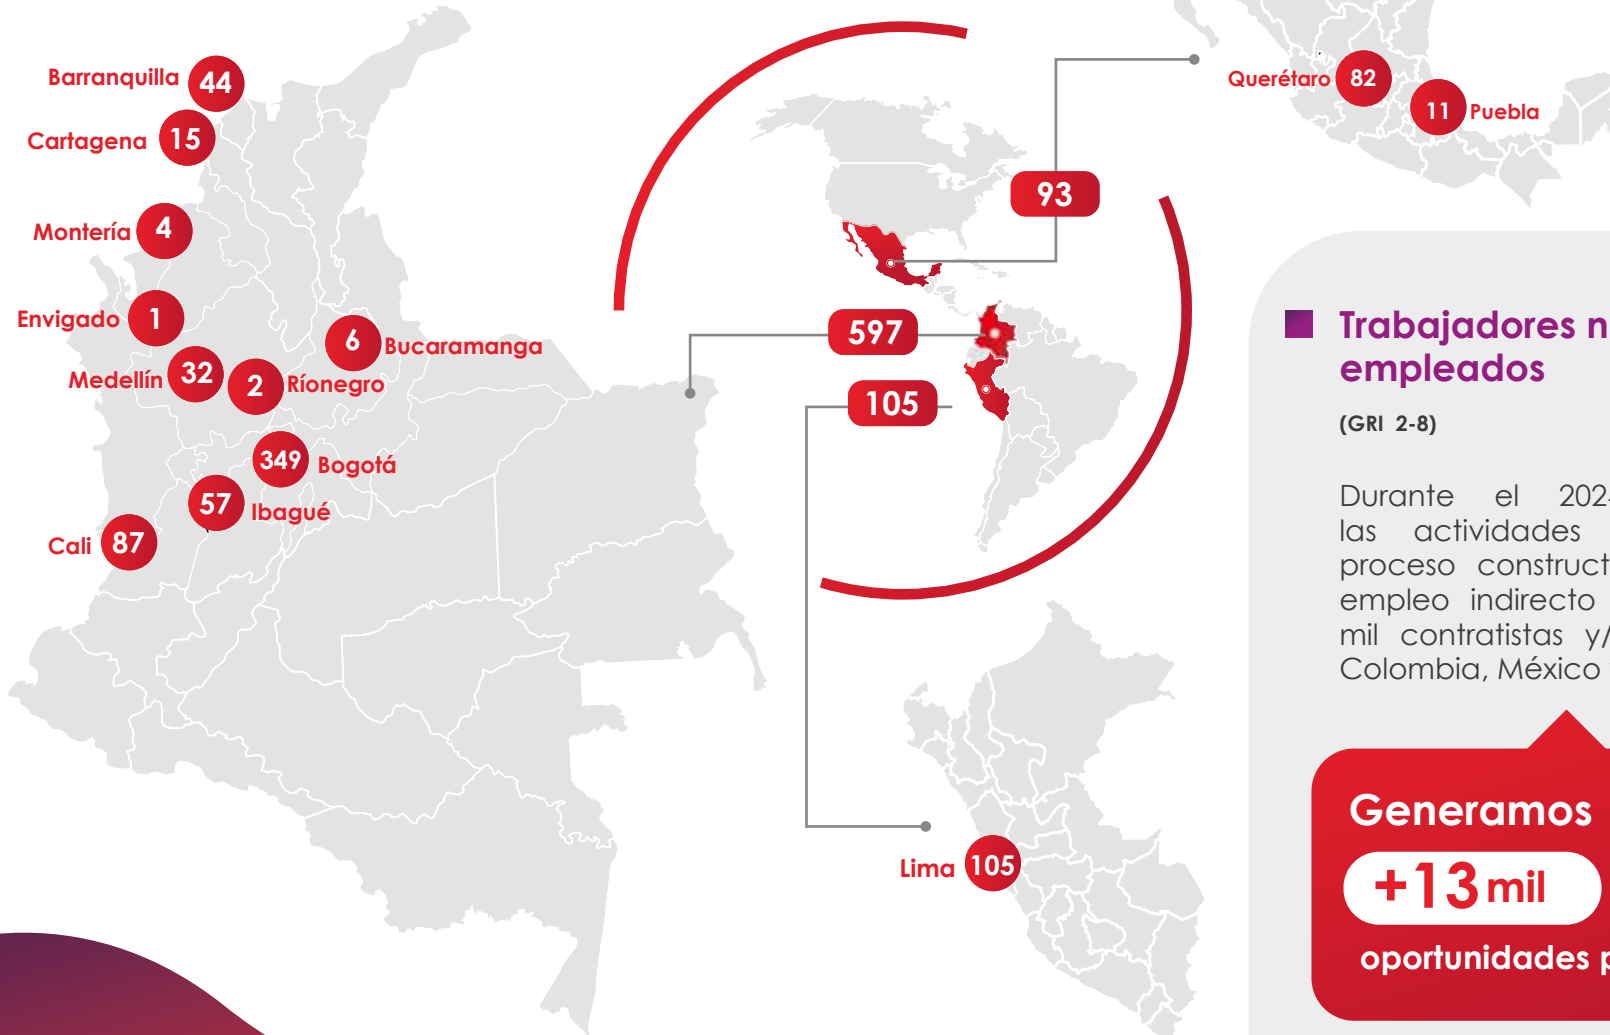 Barranquilla 44
Cartagena 15
Montería 4
Envigado 1
Medellín 32
2 Ríonegro
6 Bucaramanga
349 Bogotá
57 Ibagué
Cali 87
93
597
105
Querétaro 82
11 Puebla
Lima 105
Trabajadores n
empleados
(GRI 2-8)
Durante el 202
las actividades
proceso construct
empleo indirecto
mil contratistas y/
Colombia, México
Generamos
+13 mil
oportunidades p